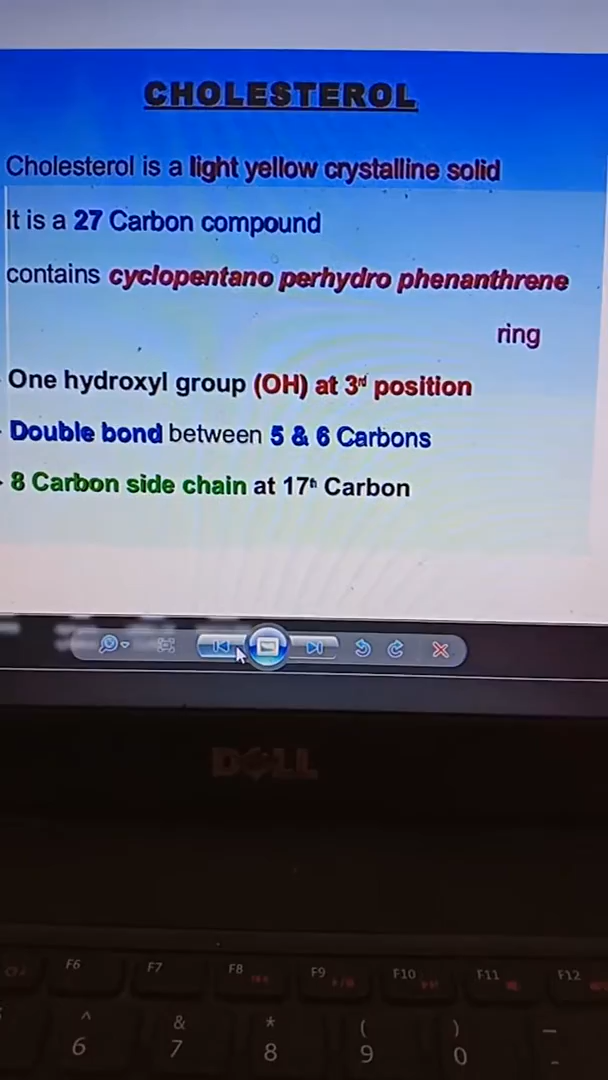 CHOLESTEROL
Cholesterol is a light yellow crystalline solid
It is a 27 Carbon compound
contains cyclopentano perhydro phenanthrene
ring
One hydroxyl group (OH) at 3rd position
Double bond between 5 & 6 Carbons
8 Carbon side chain at 17th Carbon
DELL
F6 F7 F8 F9 F10 F11 F12
^ & * ( ) _
6 7 8 9 0 -